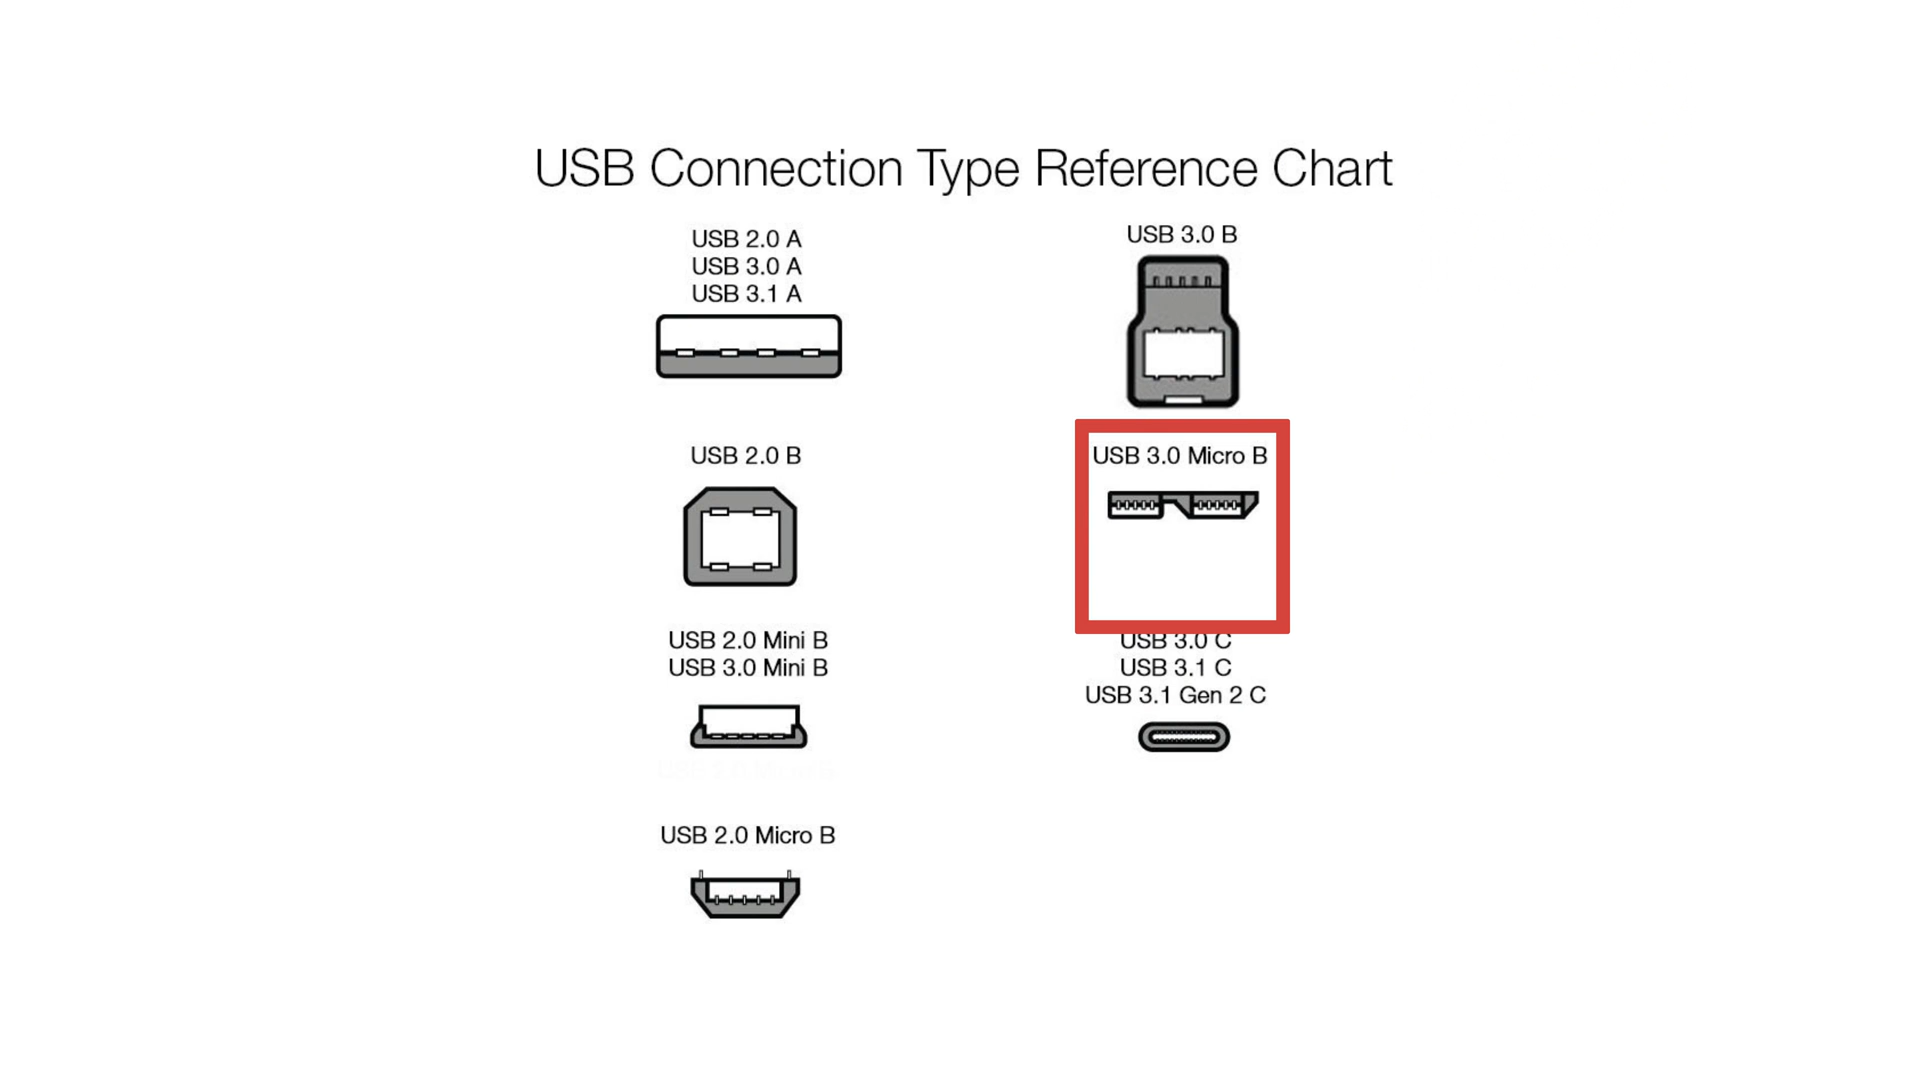 USB Connection Type Reference Chart
USB 2.0 A
USB 3.0 A
USB 3.1 A
USB 2.0 B
USB 2.0 Mini B
USB 3.0 Mini B
USB 2.0 Micro B
USB 3.0 B
USB 3.0 Micro B
USB 3.0 C
USB 3.1 C
USB 3.1 Gen 2 C